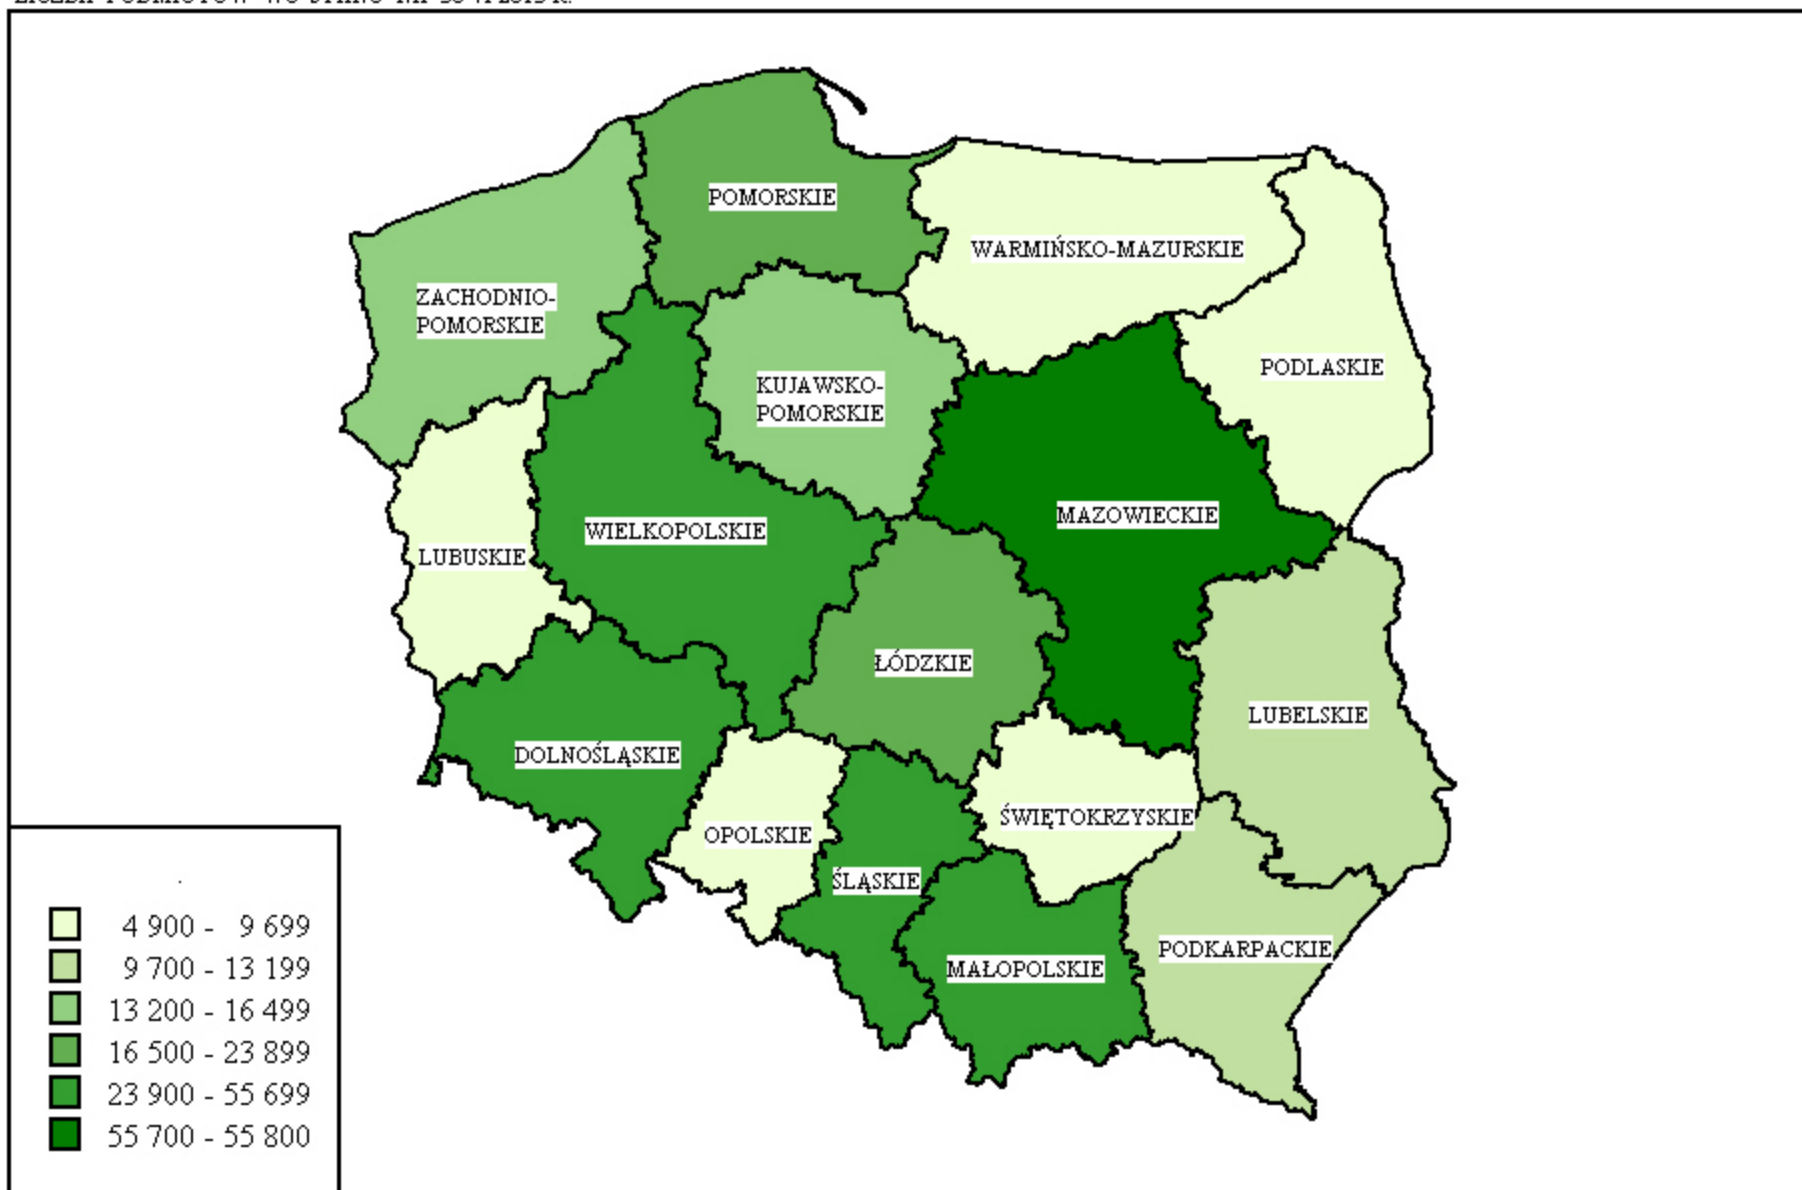 POMORSKIE
WARMIŃSKO-MAZURSKIE
ZACHODNIO-
POMORSKIE
PODLASKIE
KUJAWSKO-
POMORSKIE
MAZOWIECKIE
WIELKOPOLSKIE
LUBUSKIE
ŁÓDZKIE
LUBELSKIE
DOLNOŚLĄSKIE
ŚWIĘTOKRZYSKIE
OPOLSKIE
ŚLĄSKIE
PODKARPACKIE
MAŁOPOLSKIE
4 900 - 9 699
9 700 - 13 199
13 200 - 16 499
16 500 - 23 899
23 900 - 55 699
55 700 - 55 800